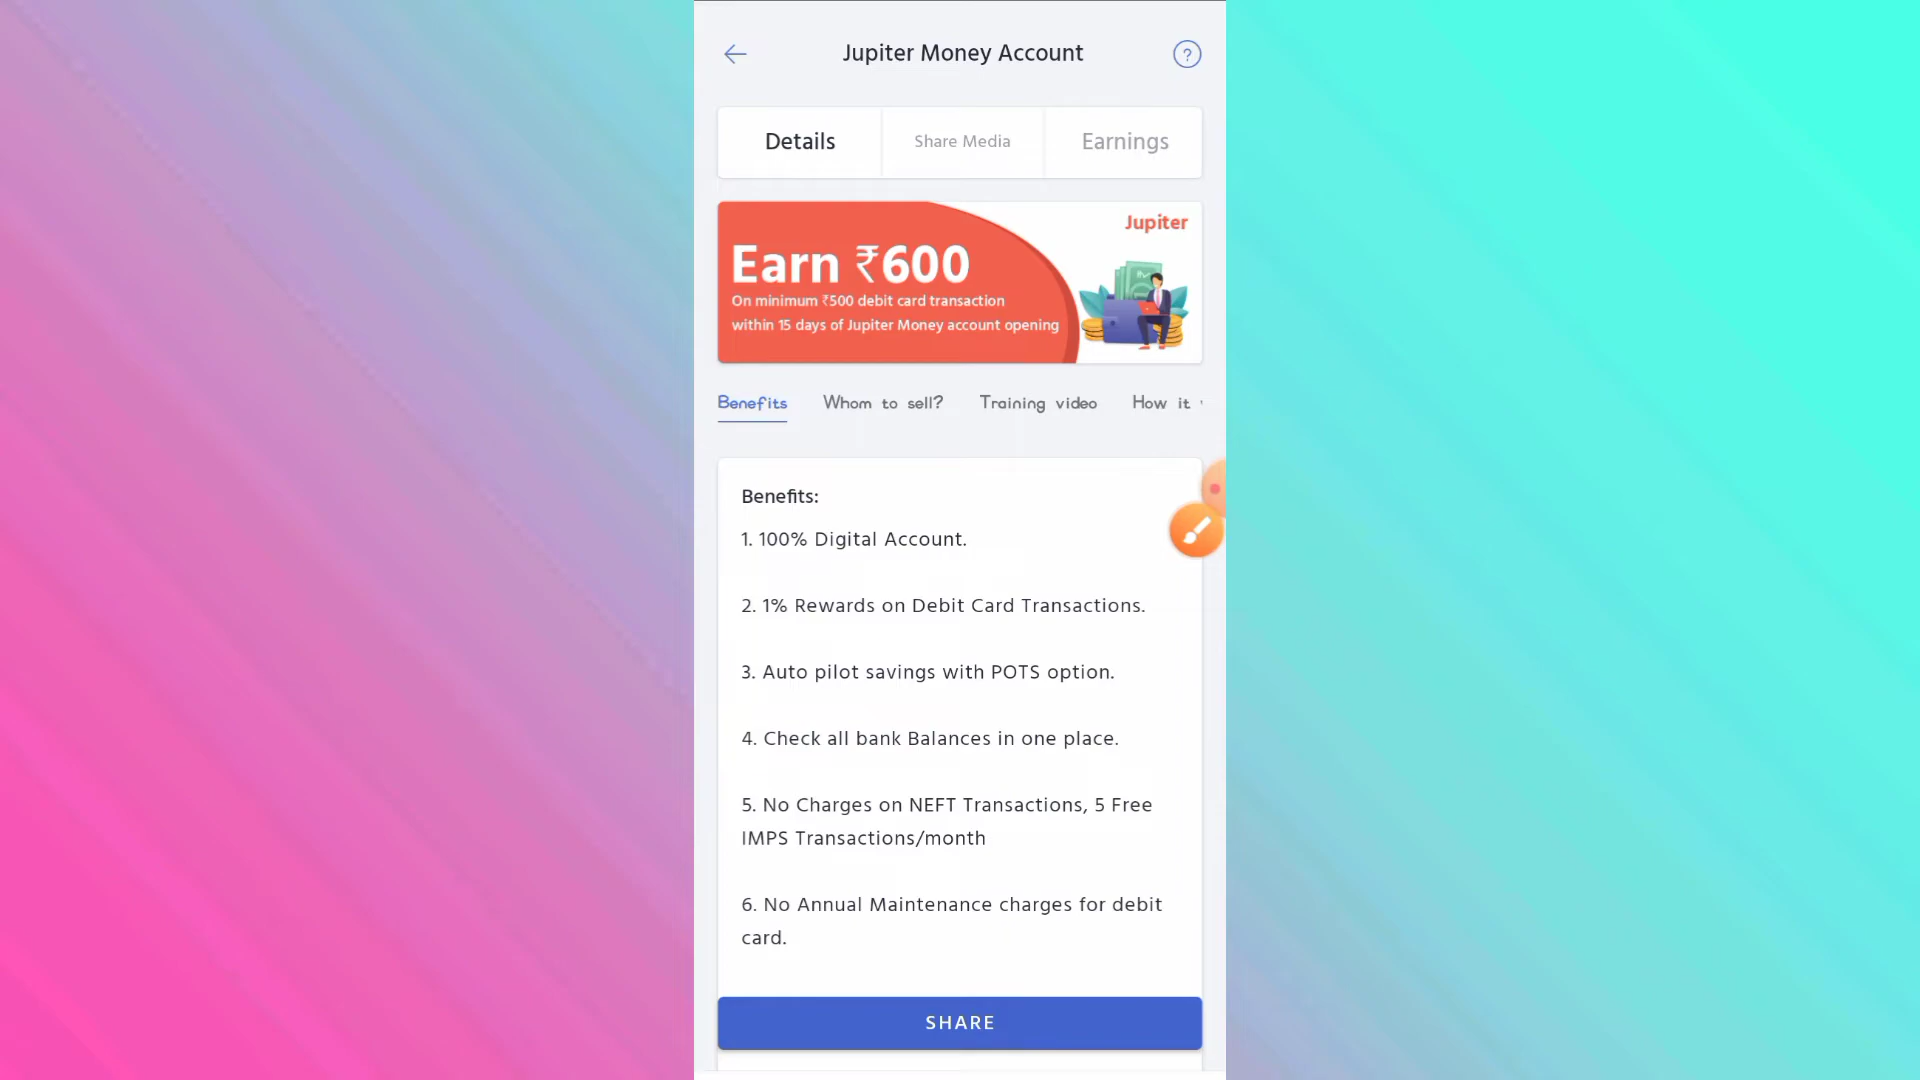 Jupiter Money Account
?
Details
Share Media
Earnings
Jupiter
Earn ₹600
On minimum ₹500 debit card transaction
within 15 days of Jupiter Money account opening
Benefits
Whom to sell?
Training video
How it
Benefits:
1. 100% Digital Account.
2. 1% Rewards on Debit Card Transactions.
3. Auto pilot savings with POTS option.
4. Check all bank Balances in one place.
5. No Charges on NEFT Transactions, 5 Free
IMPS Transactions/month
6. No Annual Maintenance charges for debit
card.
SHARE